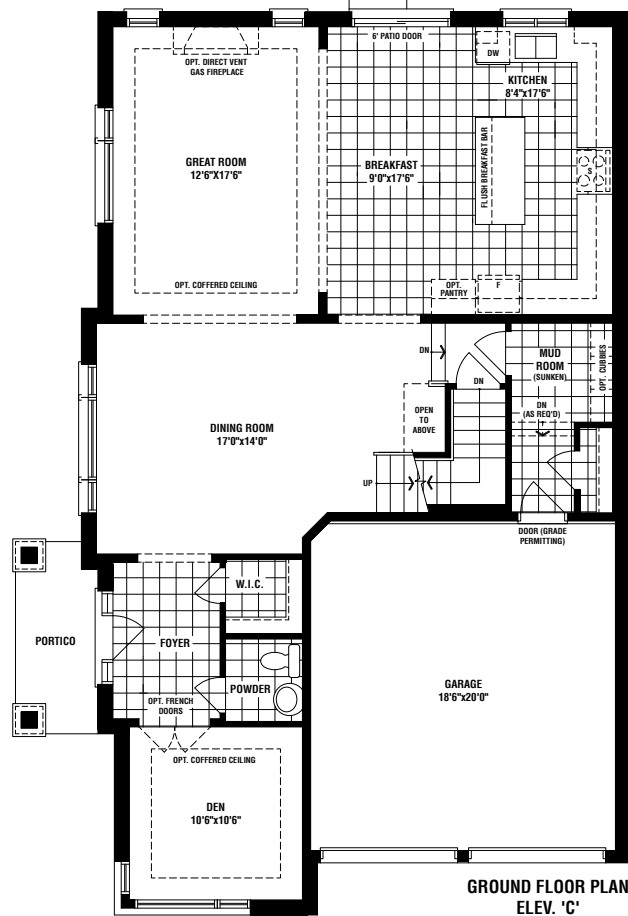 6' PATIO DOOR
OPT. DIRECT VENT
GAS FIREPLACE
DW
KITCHEN
8'4"x17'6"
GREAT ROOM
12'6"X17'6"
BREAKFAST
9'0"x17'6"
FLUSH BREAKFAST BAR
S
OPT. COFFERED CEILING
OPT.
PANTRY
F
DN
MUD
ROOM
(SUNKEN)
OPT. CUBBIES
DN
DN
(AS REQ'D)
OPEN
TO
ABOVE
DINING ROOM
17'0"x14'0"
UP
DOOR (GRADE
PERMITTING)
W.I.C.
PORTICO
FOYER
POWDER
GARAGE
18'6"x20'0"
OPT. FRENCH
DOORS
OPT. COFFERED CEILING
DEN
10'6"x10'6"
GROUND FLOOR PLAN
ELEV. 'C'